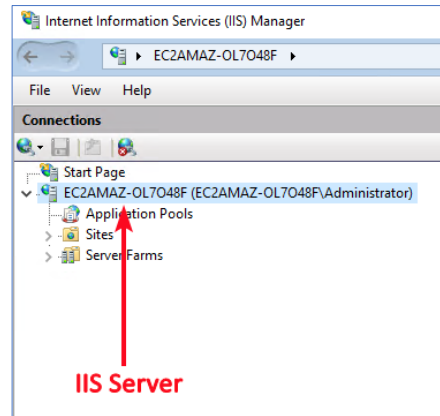 Internet Information Services (IIS) Manager
EC2AMAZ-OL7O48F
File View Help
Connections
Start Page
EC2AMAZ-OL7O48F (EC2AMAZ-OL7O48F\Administrator)
Application Pools
Sites
Server Farms
IIS Server